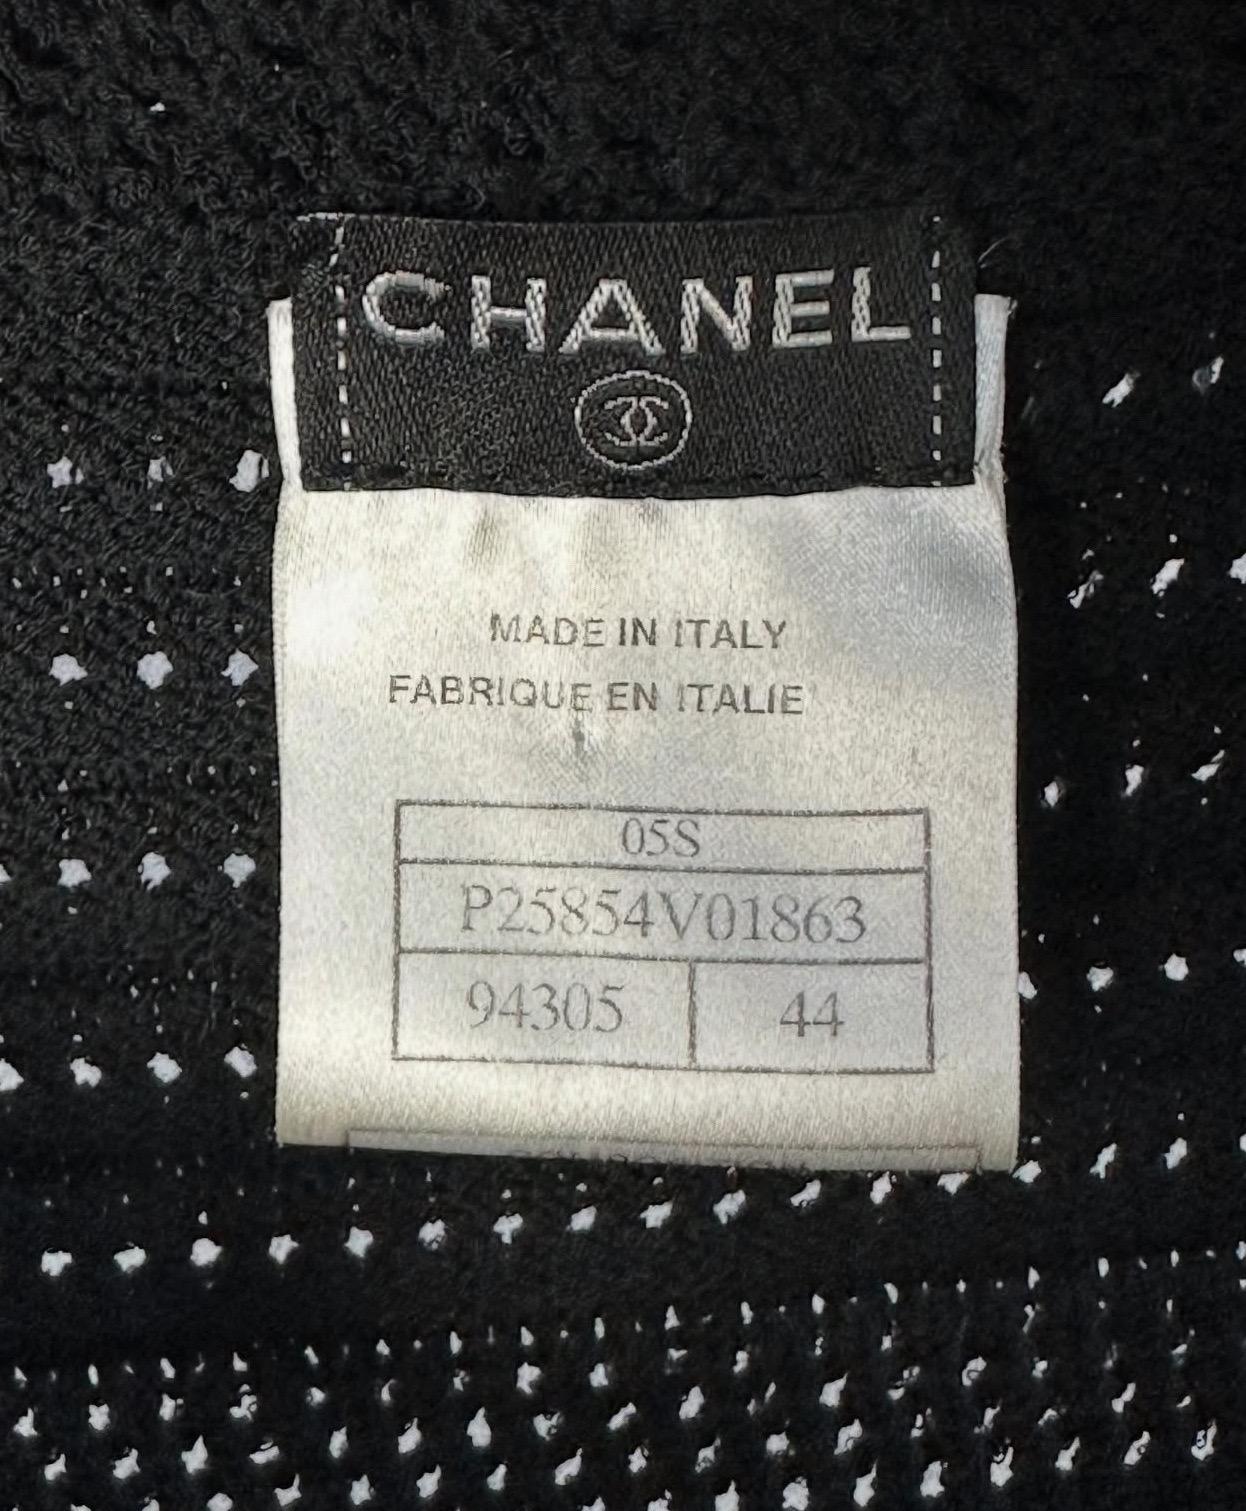 CHANEL
MADE IN ITALY
FABRIQUE EN ITALIE
05S
P25854V01863
94305 44